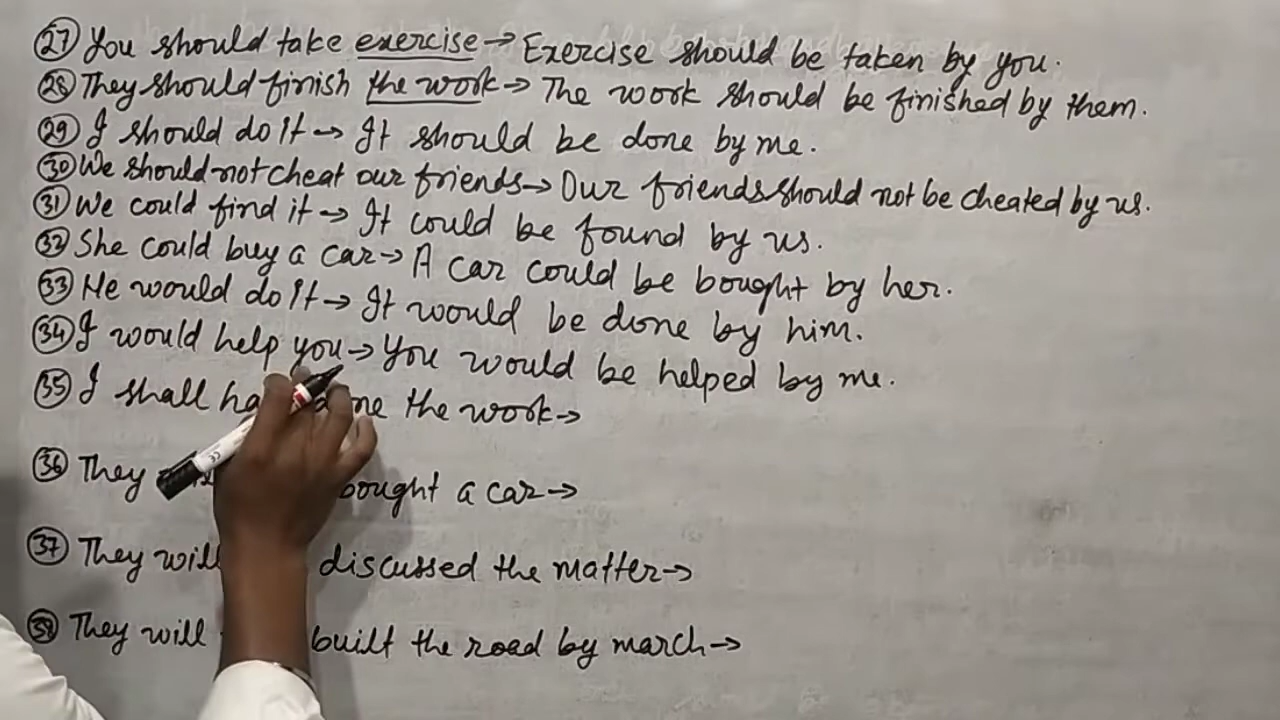 27 You should take exercise → Exercise should be taken by you.
28 They should finish the work → The work should be finished by them.
29 I should do it → It should be done by me.
30 We should not cheat our friends → Our friends should not be cheated by us.
31 We could find it → It could be found by us.
32 She could buy a car → A car could be bought by her.
33 He would do it → It would be done by him.
34 I would help you → You would be helped by me.
35 I shall the work →
36 They bought a car →
37 They will discussed the matter →
38 They will built the road by march →